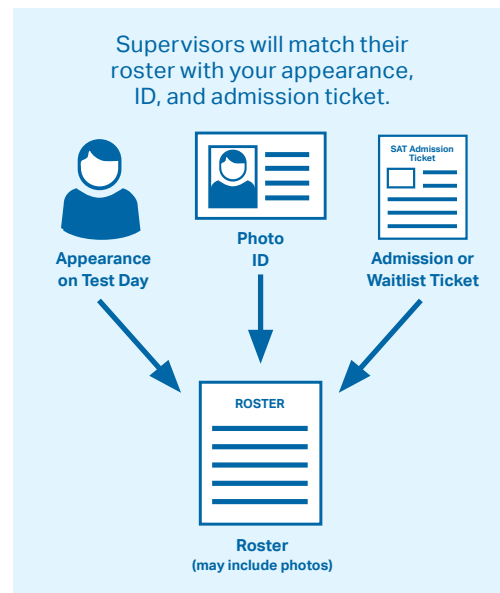 Supervisors will match their
roster with your appearance,
ID, and admission ticket.
SAT Admission
Ticket
Appearance
on Test Day
Photo
ID
Admission or
Waitlist Ticket
ROSTER
Roster
(may include photos)